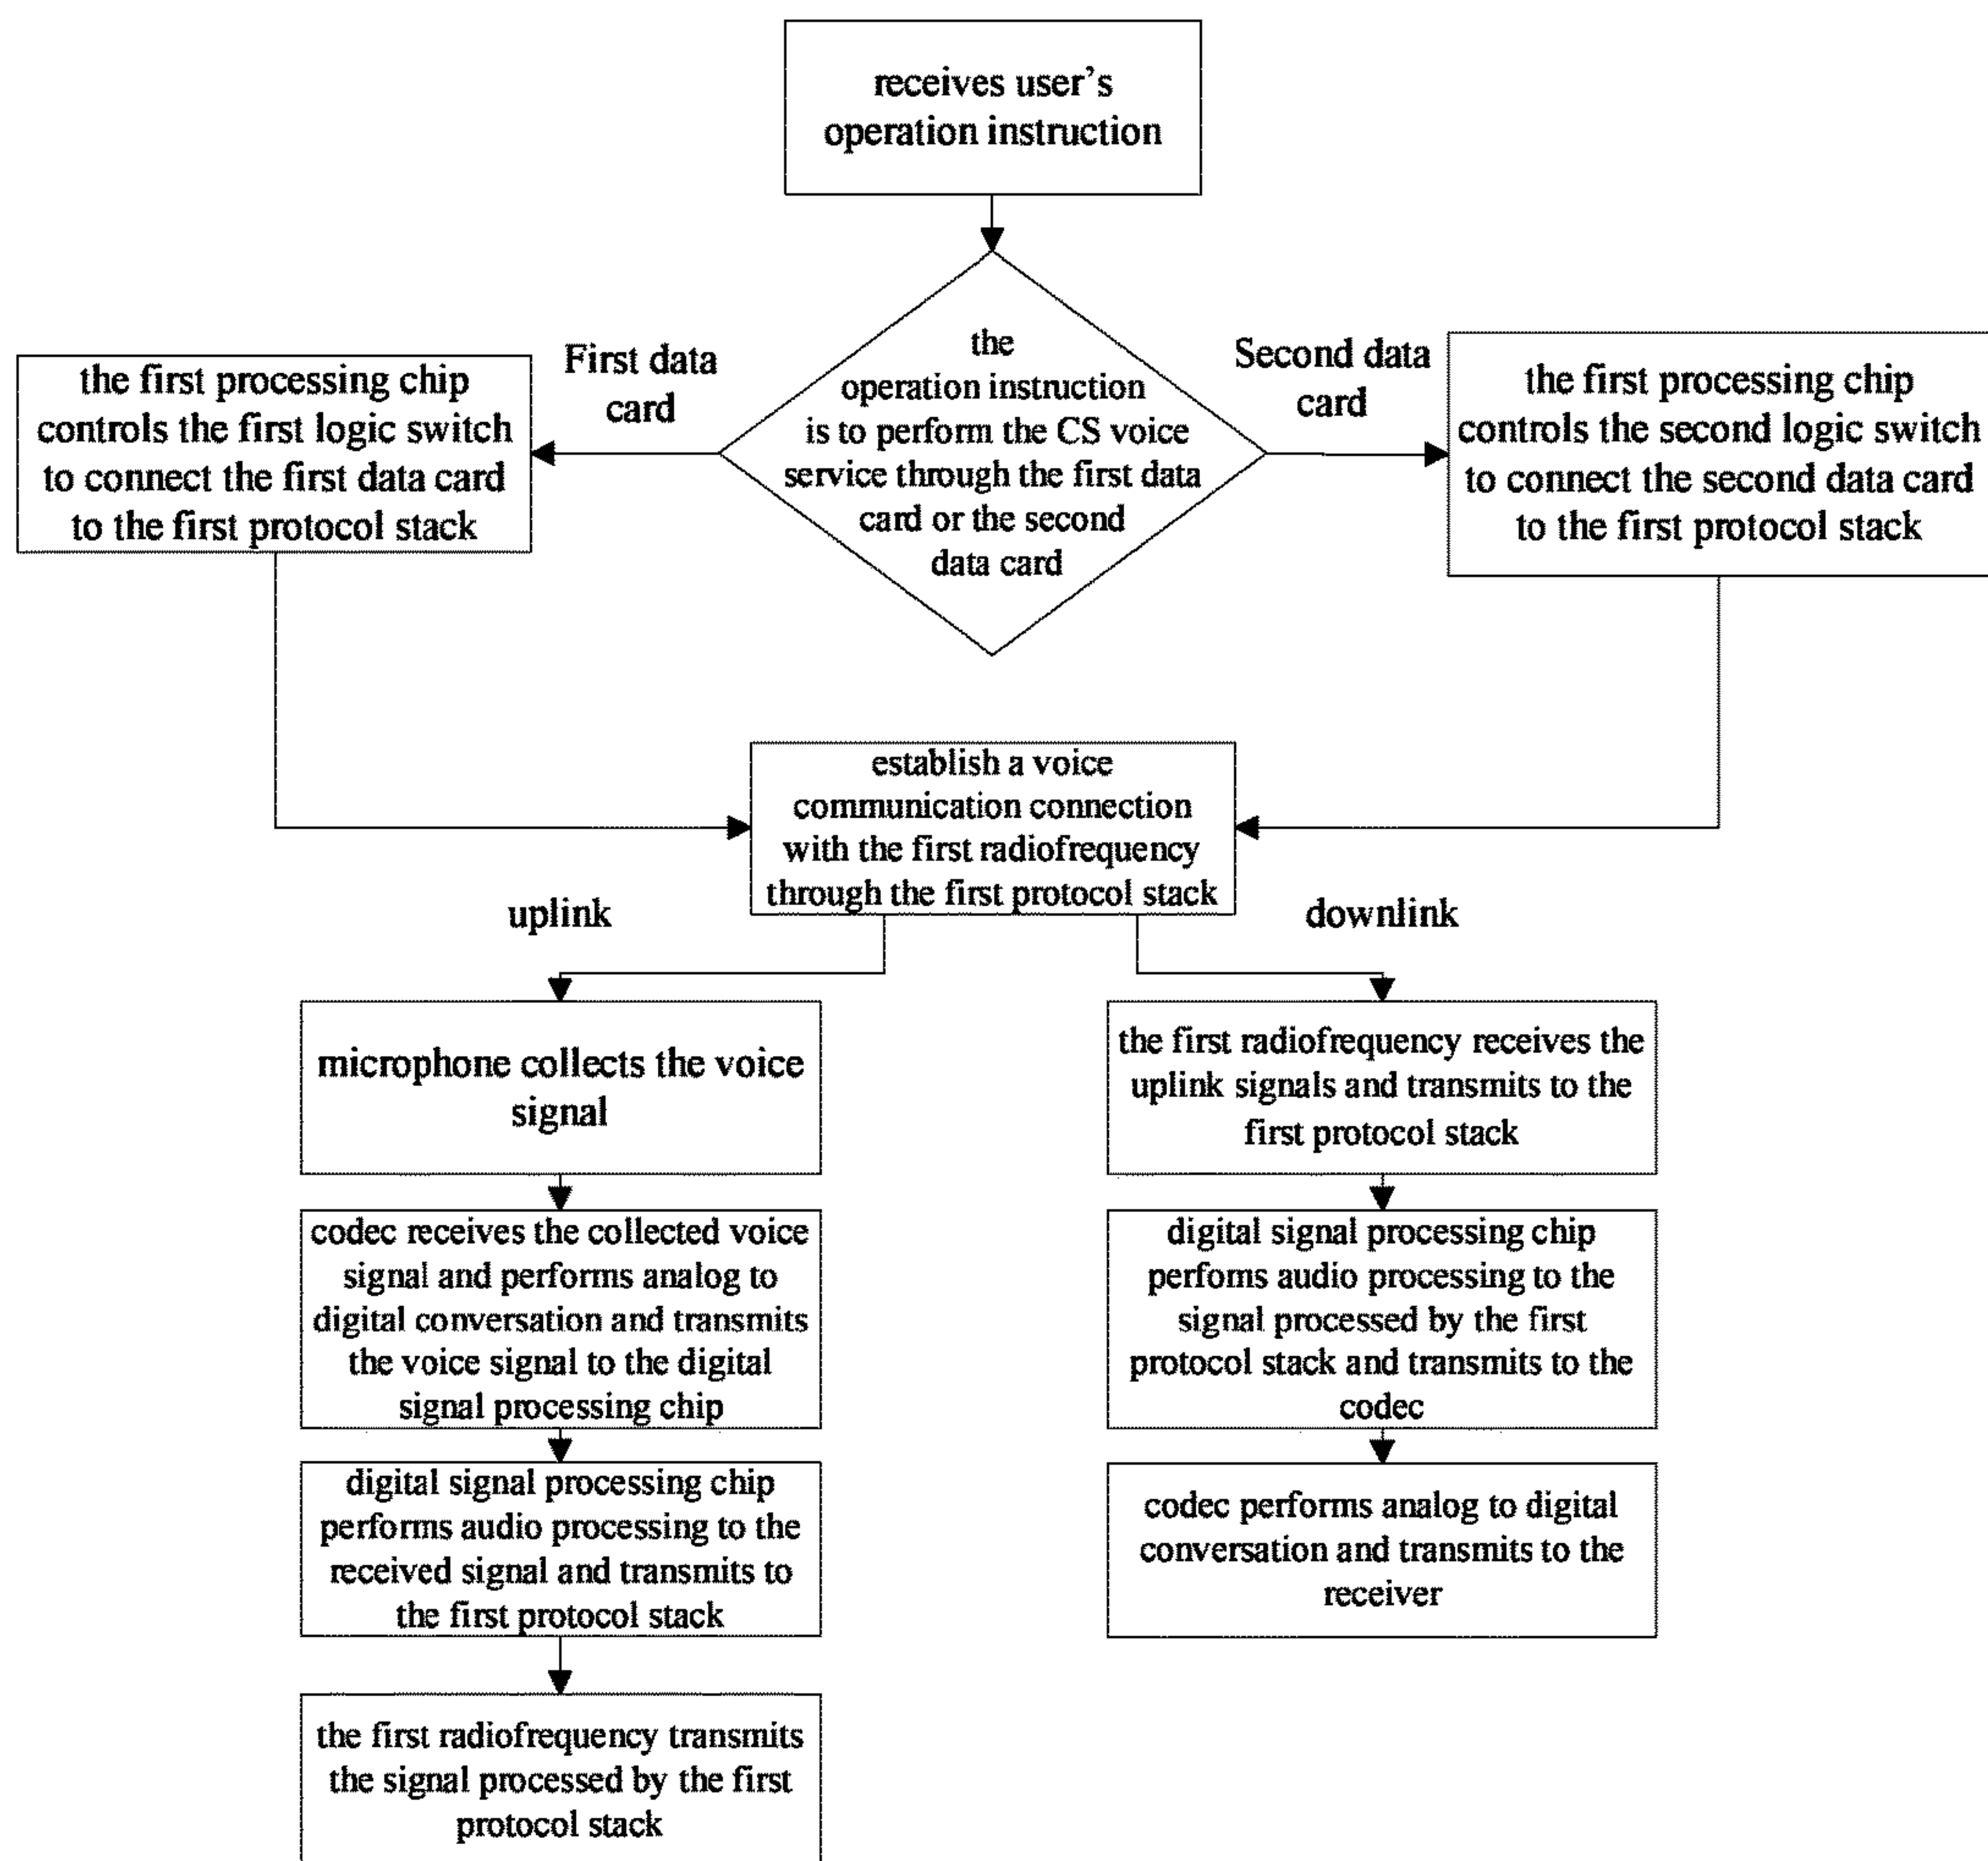 receives user's
operation instruction
the
operation instruction
is to perform the CS voice
service through the first data
card or the second
data card
First data
card
Second data
card
the first processing chip
controls the first logic switch
to connect the first data card
to the first protocol stack
the first processing chip
controls the second logic switch
to connect the second data card
to the first protocol stack
establish a voice
communication connection
with the first radiofrequency
through the first protocol stack
uplink
downlink
microphone collects the voice
signal
codec receives the collected voice
signal and performs analog to
digital conversation and transmits
the voice signal to the digital
signal processing chip
digital signal processing chip
performs audio processing to the
received signal and transmits to
the first protocol stack
the first radiofrequency transmits
the signal processed by the first
protocol stack
the first radiofrequency receives the
uplink signals and transmits to the
first protocol stack
digital signal processing chip
perfoms audio processing to the
signal processed by the first
protocol stack and transmits to the
codec
codec performs analog to digital
conversation and transmits to the
receiver